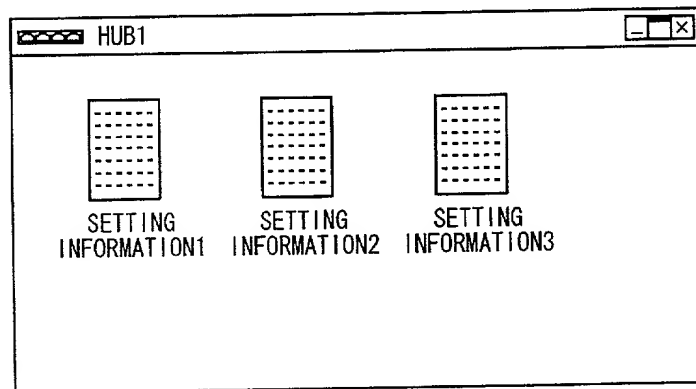 HUB1
SETTING
INFORMATION1
SETTING
INFORMATION2
SETTING
INFORMATION3